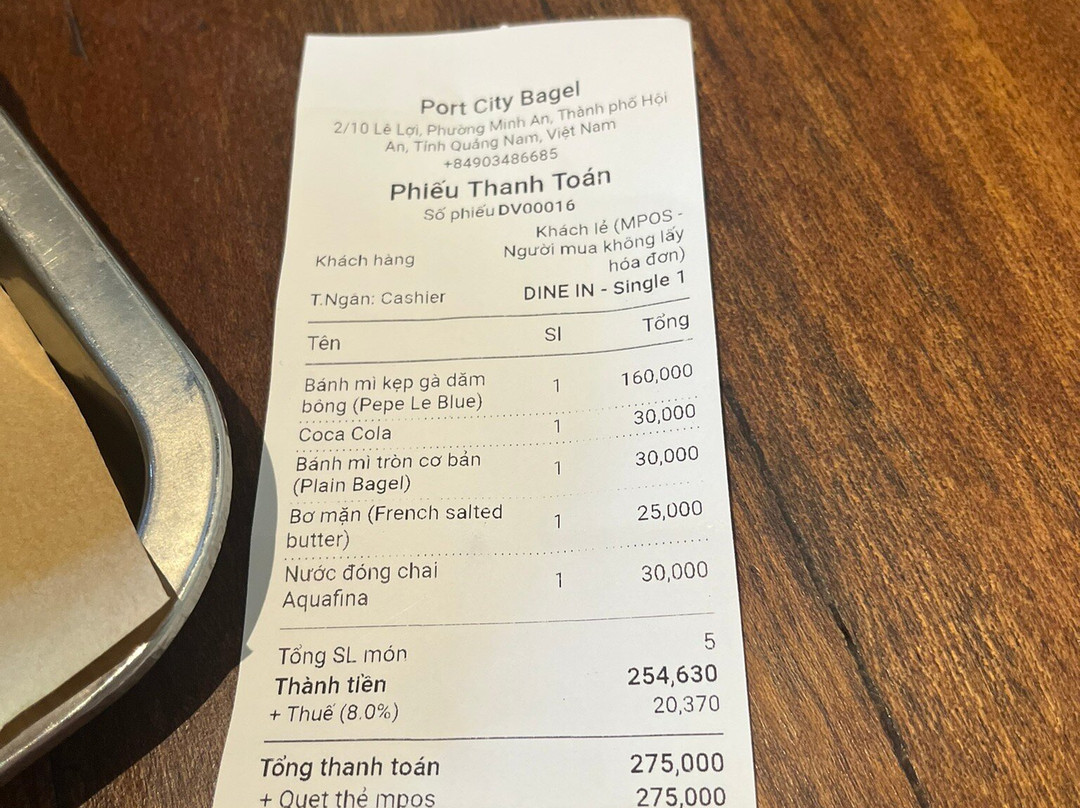 Port City Bagel
2/10 Lê Lợi, Phường Minh An, Thành phố Hội
An, Tỉnh Quảng Nam, Việt Nam
+84903486685
Phiếu Thanh Toán
Số phiếu DV00016
Khách hàng
Khách lẻ (MPOS -
Người mua không lấy
hóa đơn)
T.Ngân: Cashier
DINE IN - Single 1
Tên Sl Tổng
Bánh mì kẹp gà dăm 1 160,000
bông (Pepe Le Blue)
Coca Cola 1 30,000
Bánh mì tròn cơ bản 1 30,000
(Plain Bagel)
Bơ mặn (French salted 1 25,000
butter)
Nước đóng chai 1 30,000
Aquafina
Tổng SL món 5
Thành tiền 254,630
+ Thuế (8.0%) 20,370
Tổng thanh toán 275,000
+ Quẹt thẻ mpos 275,000